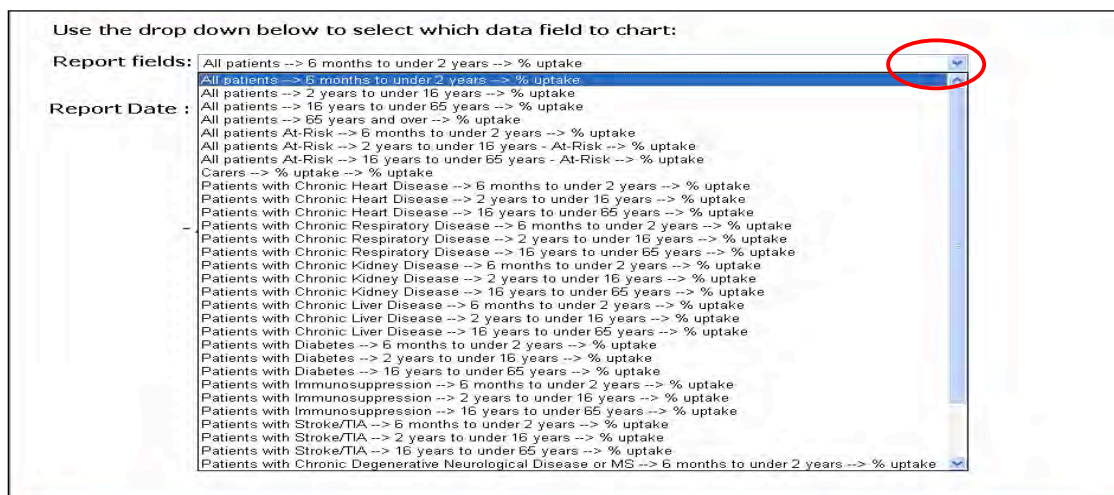 Use the drop down below to select which data field to chart:
Report fields: All patients --> 6 months to under 2 years --> % uptake
All patients --> 6 months to under 2 years --> % uptake
All patients --> 2 years to under 16 years --> % uptake
Report Date : All patients --> 16 years to under 65 years --> % uptake
All patients --> 65 years and over --> % uptake
All patients At-Risk --> 6 months to under 2 years --> % uptake
All patients At-Risk --> 2 years to under 16 years - At-Risk --> % uptake
All patients At-Risk --> 16 years to under 65 years - At-Risk --> % uptake
Carers --> % uptake --> % uptake
Patients with Chronic Heart Disease --> 6 months to under 2 years --> % uptake
Patients with Chronic Heart Disease --> 2 years to under 16 years --> % uptake
Patients with Chronic Heart Disease --> 16 years to under 65 years --> % uptake
Patients with Chronic Respiratory Disease --> 6 months to under 2 years --> % uptake
Patients with Chronic Respiratory Disease --> 2 years to under 16 years --> % uptake
Patients with Chronic Respiratory Disease --> 16 years to under 65 years --> % uptake
Patients with Chronic Kidney Disease --> 6 months to under 2 years --> % uptake
Patients with Chronic Kidney Disease --> 2 years to under 16 years --> % uptake
Patients with Chronic Kidney Disease --> 16 years to under 65 years --> % uptake
Patients with Chronic Liver Disease --> 6 months to under 2 years --> % uptake
Patients with Chronic Liver Disease --> 2 years to under 16 years --> % uptake
Patients with Chronic Liver Disease --> 16 years to under 65 years --> % uptake
Patients with Diabetes --> 6 months to under 2 years --> % uptake
Patients with Diabetes --> 2 years to under 16 years --> % uptake
Patients with Diabetes --> 16 years to under 65 years --> % uptake
Patients with Immunosuppression --> 6 months to under 2 years --> % uptake
Patients with Immunosuppression --> 2 years to under 16 years --> % uptake
Patients with Immunosuppression --> 16 years to under 65 years --> % uptake
Patients with Stroke/TIA --> 6 months to under 2 years --> % uptake
Patients with Stroke/TIA --> 2 years to under 16 years --> % uptake
Patients with Stroke/TIA --> 16 years to under 65 years --> % uptake
Patients with Chronic Degenerative Neurological Disease or MS --> 6 months to under 2 years --> % uptake